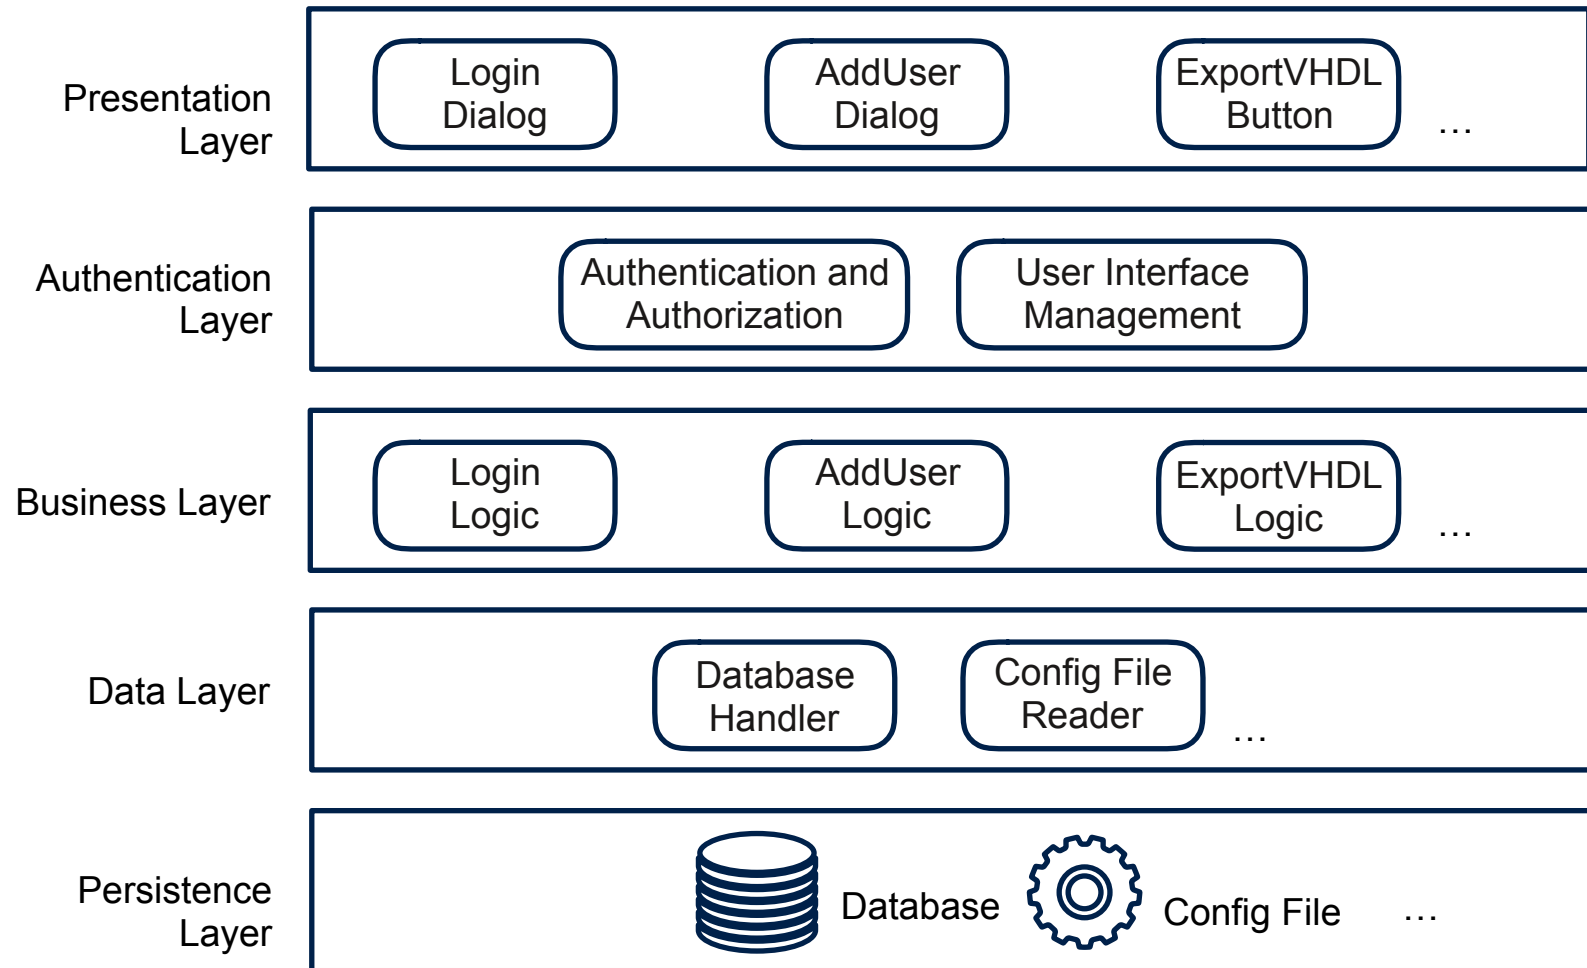 Presentation
Layer
Login
Dialog
AddUser
Dialog
ExportVHDL
Button
...
Authentication
Layer
Authentication and
Authorization
User Interface
Management
Business Layer
Login
Logic
AddUser
Logic
ExportVHDL
Logic
...
Data Layer
Database
Handler
Config File
Reader
...
Persistence
Layer
Database
Config File
...